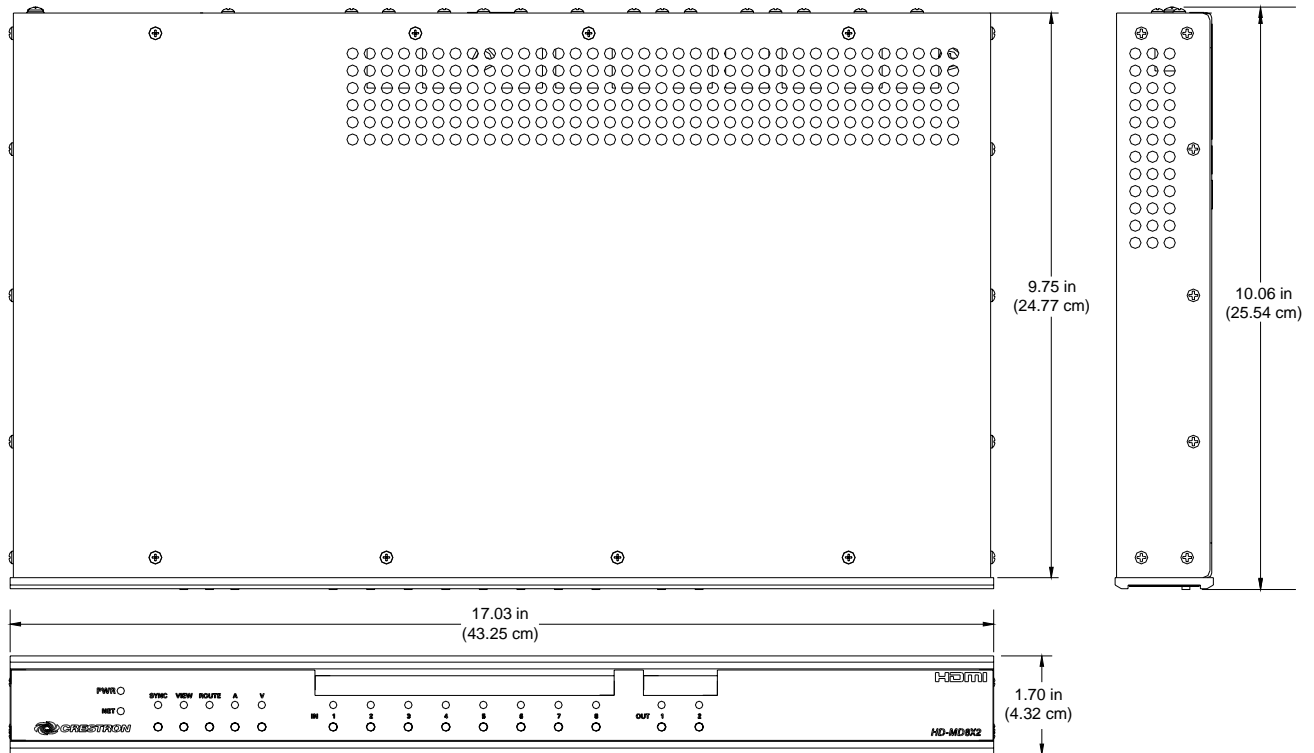 9.75 in
(24.77 cm)
10.06 in
(25.54 cm)
17.03 in
(43.25 cm)
HDMI
PWR
SYNC VIEW ROUTE A V
NET
IN 1 2 3 4 5 6 7 8 OUT 1 2
CRESTRON
HD-MD8X2
1.70 in
(4.32 cm)